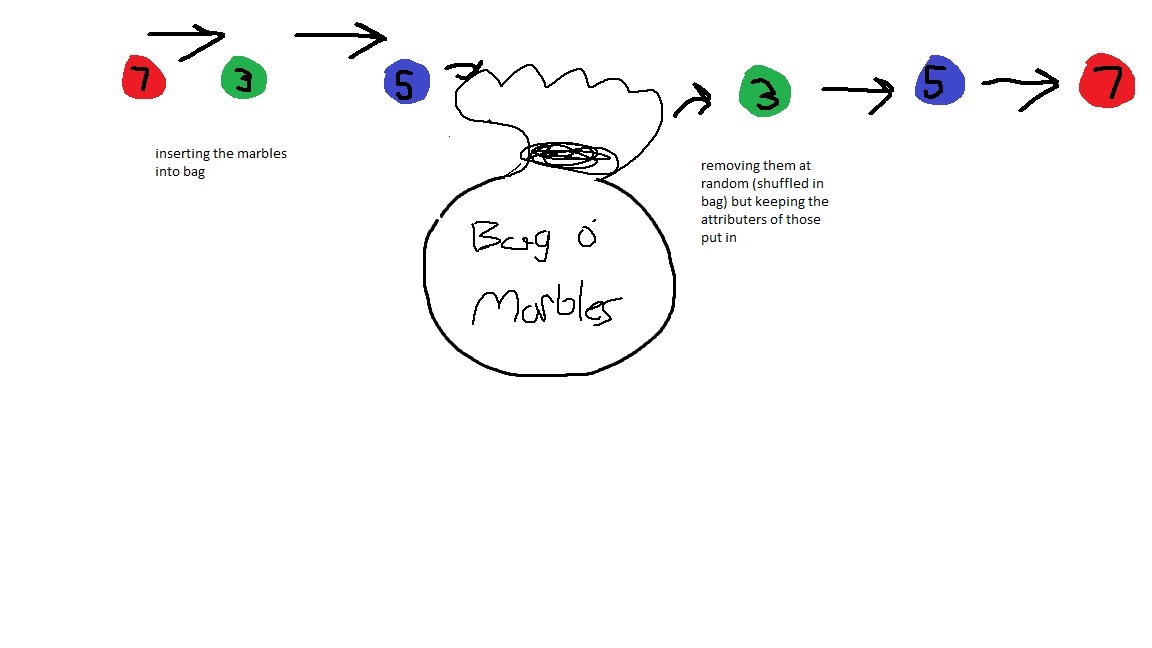 7 3 5 3 5 7
inserting the marbles
into bag
removing them at
random (shuffled in
bag) but keeping the
attributers of those
put in
Bag O'
Marbles